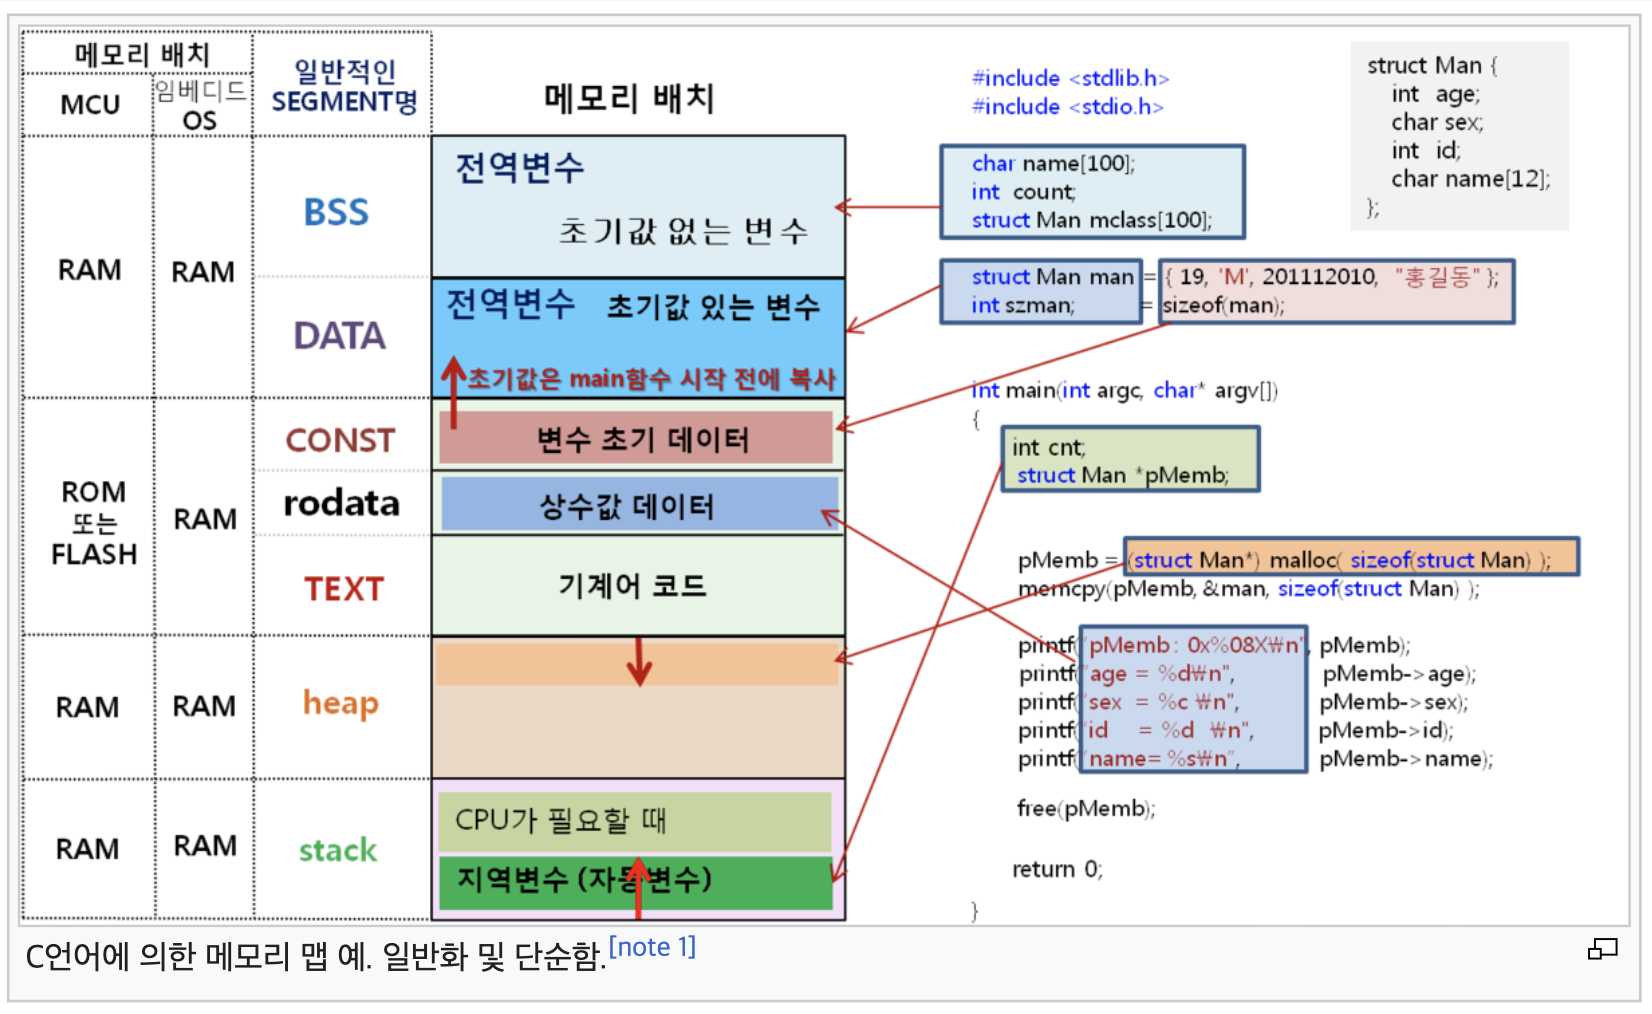 메모리 배치
MCU
임베디드
OS
일반적인
SEGMENT명
메모리 배치
RAM
RAM
BSS
전역변수
초기값 없는 변수
DATA
전역변수 초기값 있는 변수
초기값은 main함수 시작 전에 복사
ROM
또는
FLASH
RAM
CONST
변수 초기 데이터
rodata
상수값 데이터
TEXT
기계어 코드
RAM
RAM
heap
RAM
RAM
stack
CPU가 필요할 때
지역변수 (자동변수)
#include <stdlib.h>
#include <stdio.h>
struct Man {
int age;
char sex;
int id;
char name[12];
};
char name[100];
int count;
struct Man mclass[100];
struct Man man = { 19, 'M', 201112010, "홍길동" };
int szman; = sizeof(man);
int main(int argc, char* argv[])
{
int cnt;
struct Man *pMemb;
pMemb = (struct Man*) malloc( sizeof(struct Man) );
memcpy(pMemb, &man, sizeof(struct Man) );
printf("pMemb: 0x%08X₩n", pMemb);
printf("age = %d₩n", pMemb->age);
printf("sex = %c ₩n", pMemb->sex);
printf("id = %d ₩n", pMemb->id);
printf("name= %s₩n", pMemb->name);
free(pMemb);
return 0;
}
C언어에 의한 메모리 맵 예. 일반화 및 단순함.[note 1]